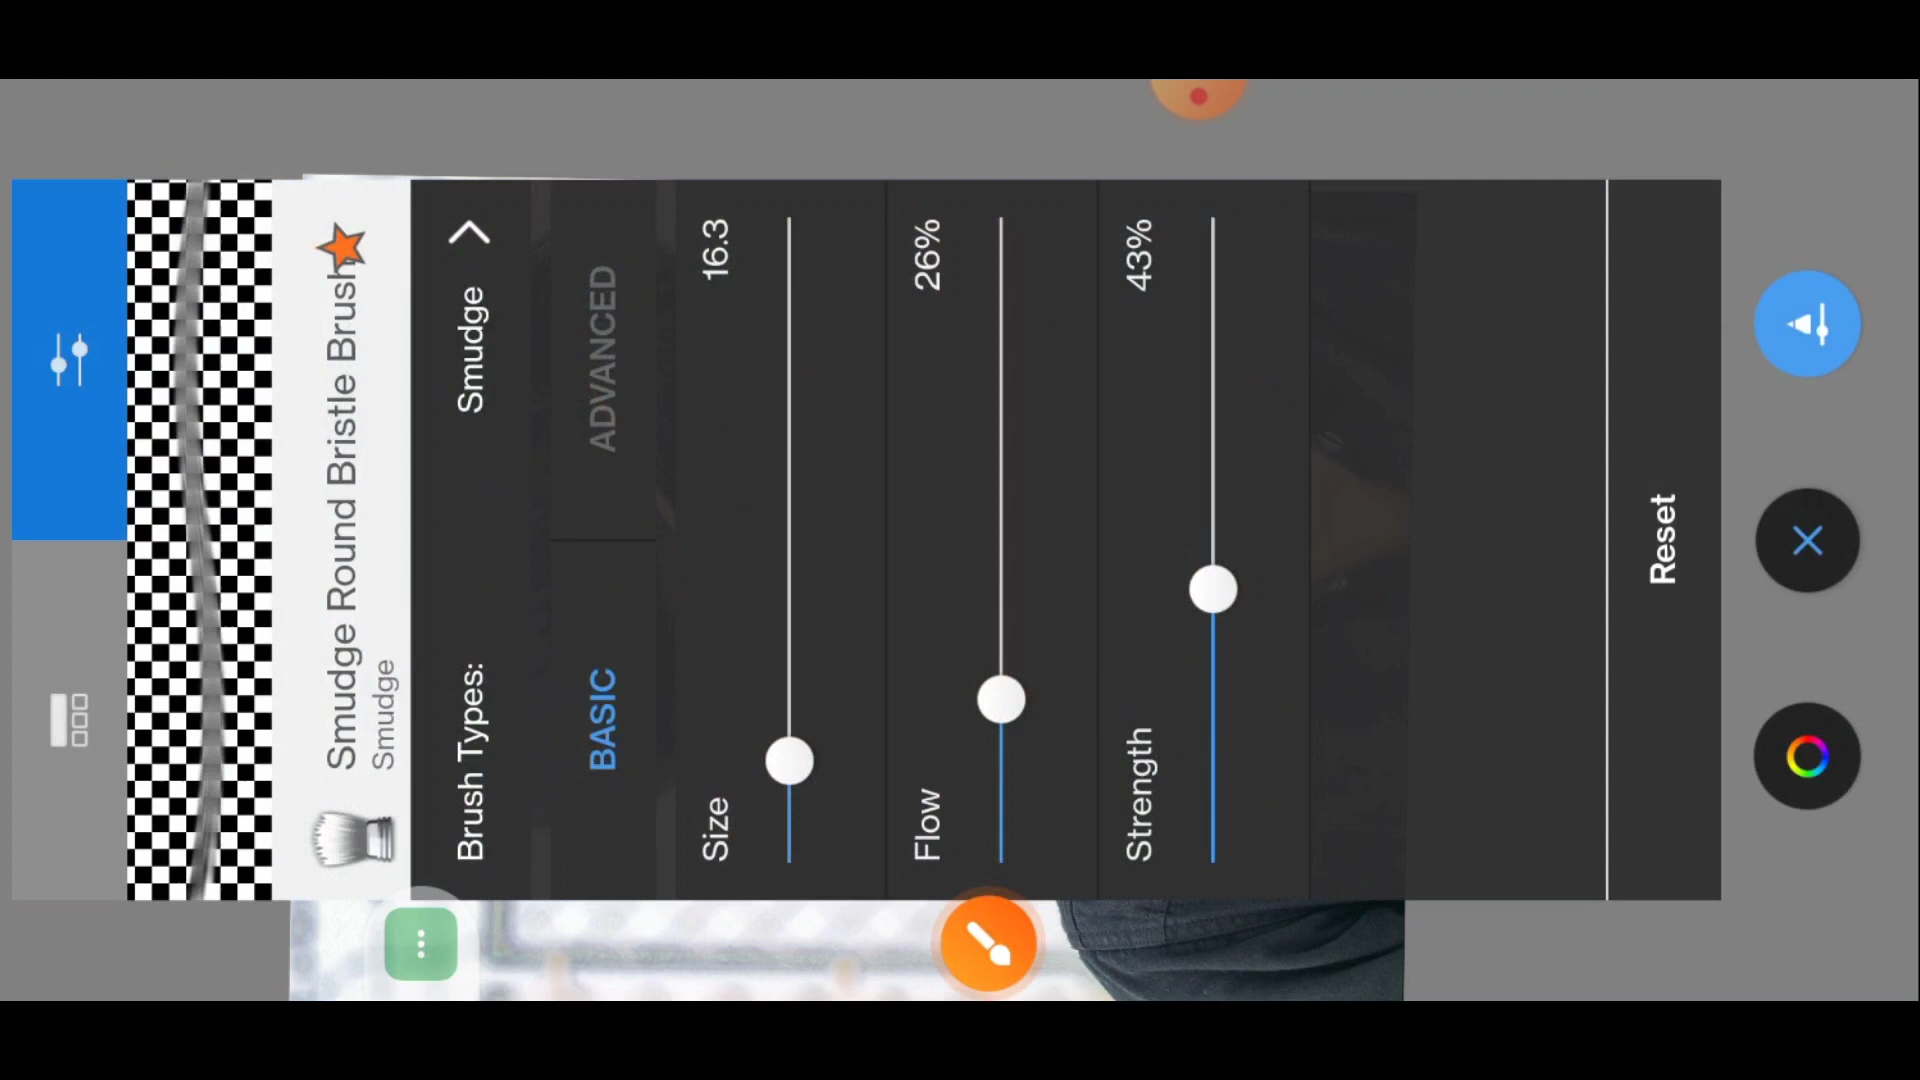 Smudge Round Bristle Brush
Smudge
Brush Types: Smudge
BASIC ADVANCED
Size 16.3
Flow 26%
Strength 43%
Reset